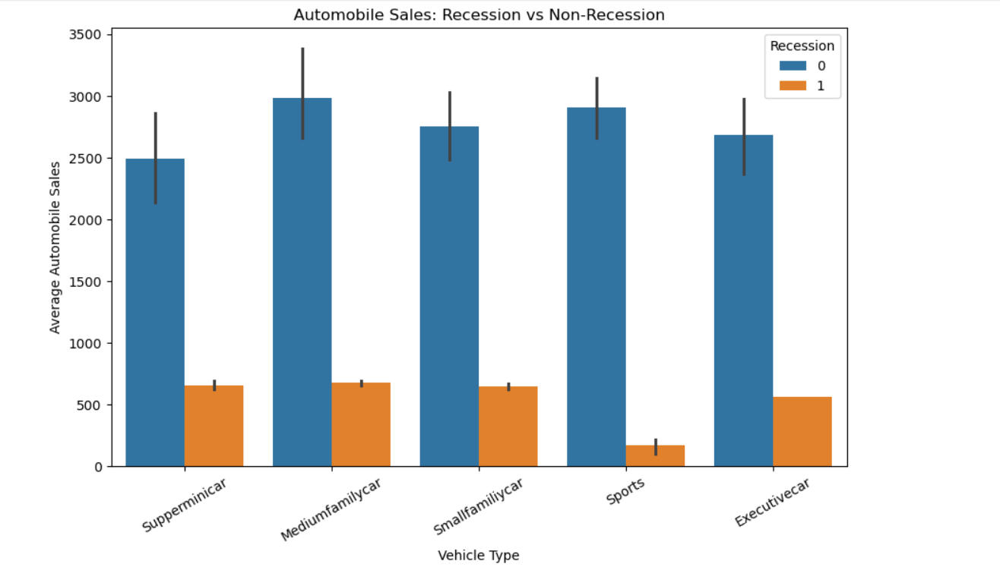 Automobile Sales: Recession vs Non-Recession
Recession
0
1
Average Automobile Sales
3500
3000
2500
2000
1500
1000
500
0
Supperminicar
Mediumfamilycar
Smallfamiliycar
Sports
Executivecar
Vehicle Type